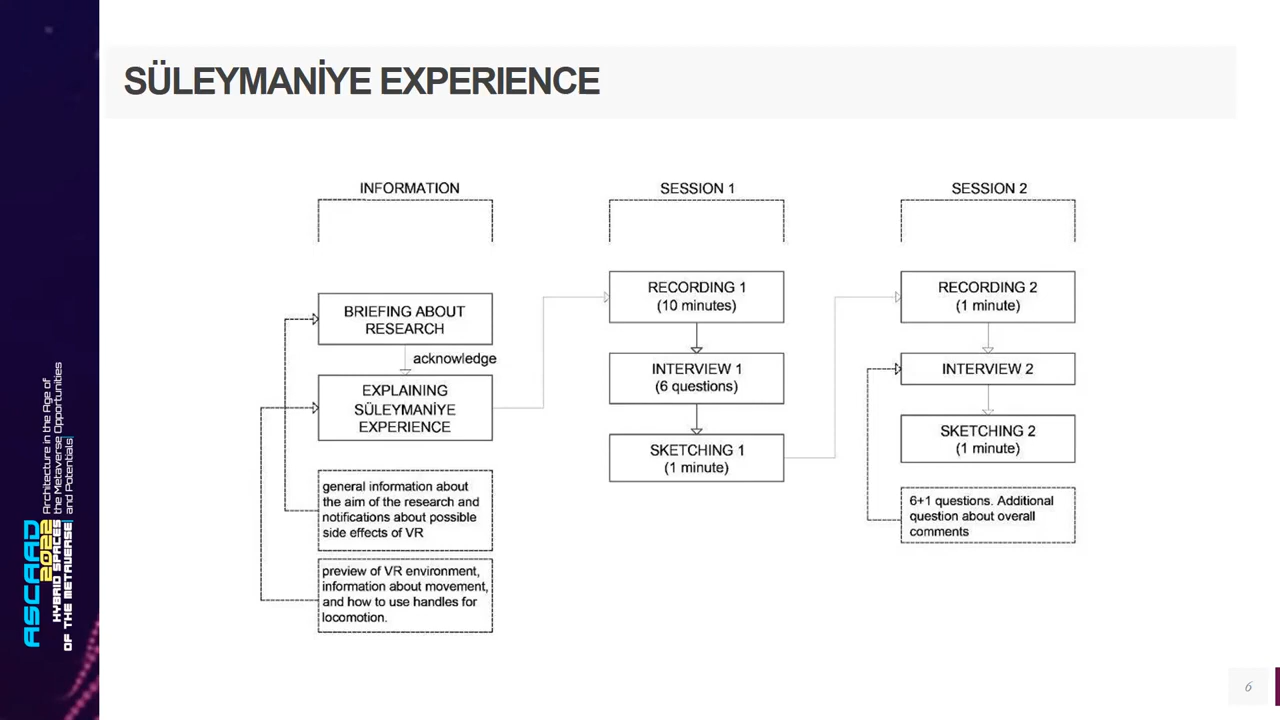 SÜLEYMANİYE EXPERIENCE
INFORMATION
BRIEFING ABOUT
RESEARCH
acknowledge
EXPLAINING
SÜLEYMANİYE
EXPERIENCE
general information about
the aim of the research and
notifications about possible
side effects of VR
preview of VR environment,
information about movement,
and how to use handles for
locomotion.
SESSION 1
RECORDING 1
(10 minutes)
INTERVIEW 1
(6 questions)
SKETCHING 1
(1 minute)
SESSION 2
RECORDING 2
(1 minute)
INTERVIEW 2
SKETCHING 2
(1 minute)
6+1 questions. Additional
question about overall
comments
ASCAAD
2022
HYBRID SPACES
OF THE METAVERSE
Architecture in the Age of
the Metaverse Opportunities
and Potentials
6